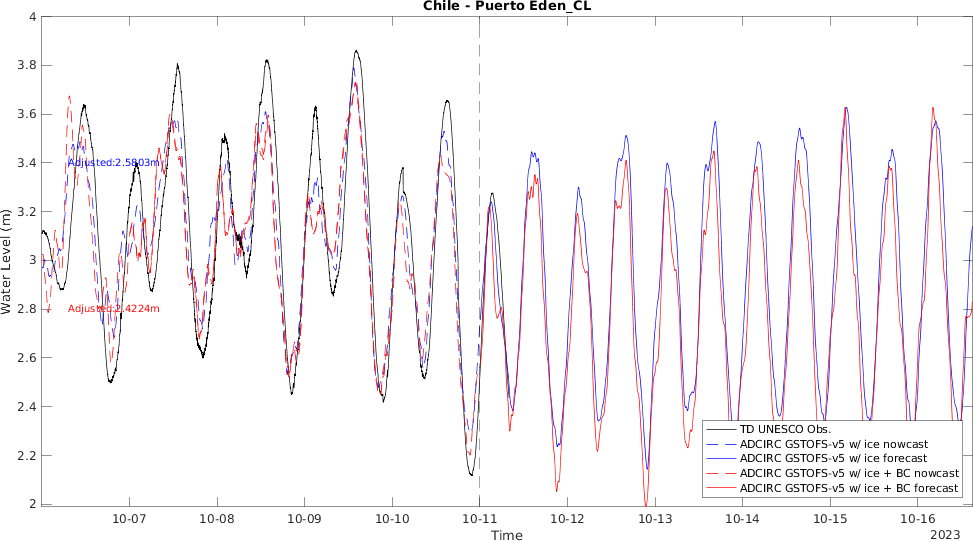 Chile - Puerto Eden_CL
Water Level (m)
4
3.8
3.6
3.4
3.2
3
2.8
2.6
2.4
2.2
2
Adjusted:2.5803m
Adjusted:2.4224m
TD UNESCO Obs.
ADCIRC GSTOFS-v5 w/ ice nowcast
ADCIRC GSTOFS-v5 w/ ice forecast
ADCIRC GSTOFS-v5 w/ ice + BC nowcast
ADCIRC GSTOFS-v5 w/ ice + BC forecast
10-07 10-08 10-09 10-10 10-11 10-12 10-13 10-14 10-15 10-16
Time
2023